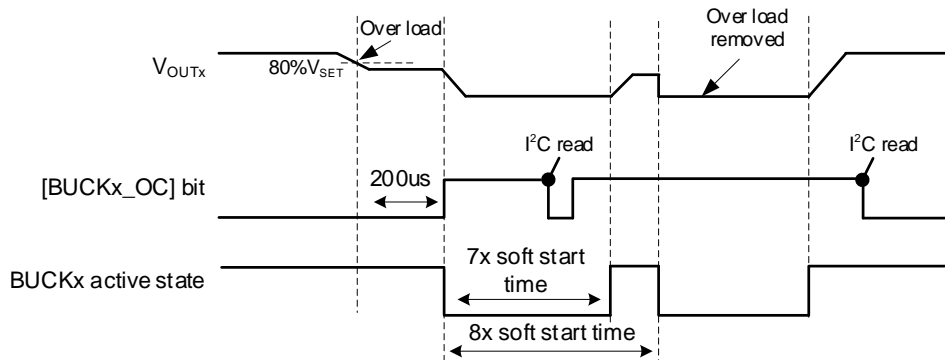 Over load
Over load
removed
V_OUTx
80%V_SET
I²C read
I²C read
[BUCKx_OC] bit
200us
7x soft start
time
BUCKx active state
8x soft start time